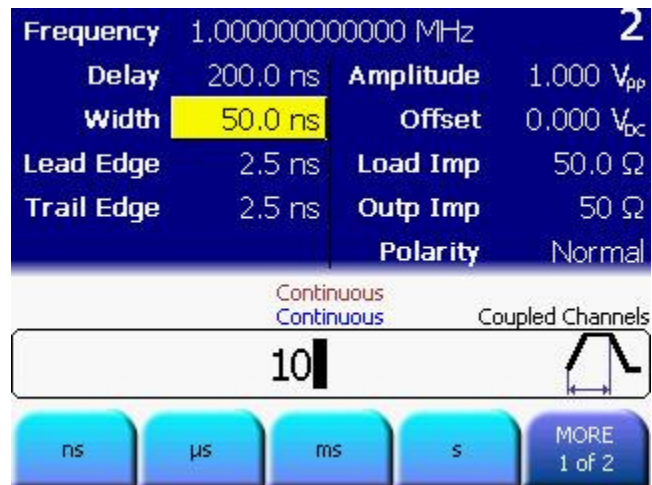 Frequency 1.000000000000 MHz 2
Delay 200.0 ns Amplitude 1.000 Vpp
Width 50.0 ns Offset 0.000 VDC
Lead Edge 2.5 ns Load Imp 50.0 Ω
Trail Edge 2.5 ns Outp Imp 50 Ω
Polarity Normal
Continuous
Continuous Coupled Channels
10
ns µs ms s MORE
1 of 2